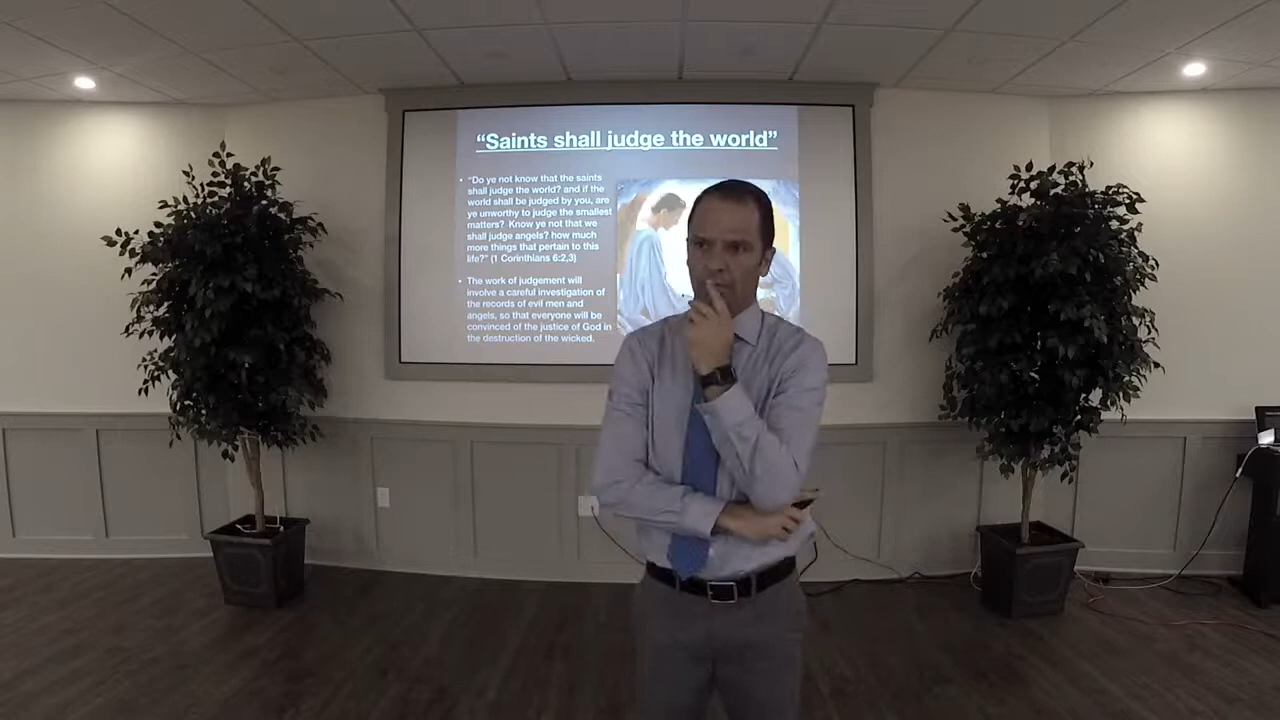 “Saints shall judge the world”
• “Do ye not know that the saints
shall judge the world? and if the
world shall be judged by you, are
ye unworthy to judge the smallest
matters? Know ye not that we
shall judge angels? how much
more things that pertain to this
life?” (1 Corinthians 6:2,3)
• The work of judgement will
involve a careful investigation of
the records of evil men and
angels, so that everyone will be
convinced of the justice of God in
the destruction of the wicked.